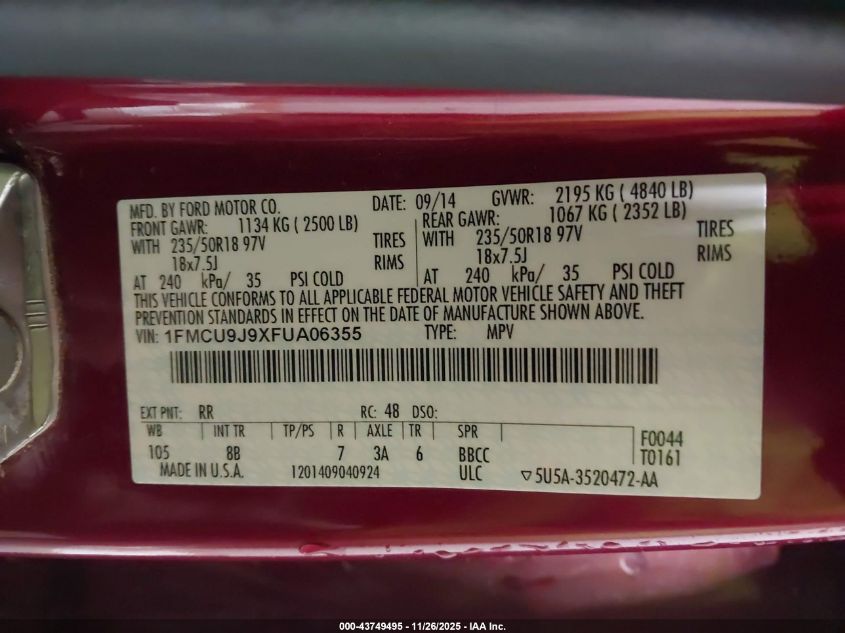 MFD. BY FORD MOTOR CO. DATE: 09/14 GVWR: 2195 KG ( 4840 LB)
FRONT GAWR: 1134 KG ( 2500 LB) REAR GAWR: 1067 KG ( 2352 LB)
WITH 235/50R18 97V TIRES WITH 235/50R18 97V TIRES
18x7.5J RIMS 18x7.5J RIMS
AT 240 kPa/ 35 PSI COLD AT 240 kPa/ 35 PSI COLD
THIS VEHICLE CONFORMS TO ALL APPLICABLE FEDERAL MOTOR VEHICLE SAFETY AND THEFT
PREVENTION STANDARDS IN EFFECT ON THE DATE OF MANUFACTURE SHOWN ABOVE.
VIN: 1FMCU9J9XFUA06355 TYPE: MPV
EXT PNT: RR RC: 48 DSO:
WB INT TR TP/PS R AXLE TR SPR F0044
105 8B 7 3A 6 BBCC T0161
MADE IN U.S.A. 1201409040924 ULC ▽5U5A-3520472-AA
000-43749495 - 11/26/2025 - IAA Inc.